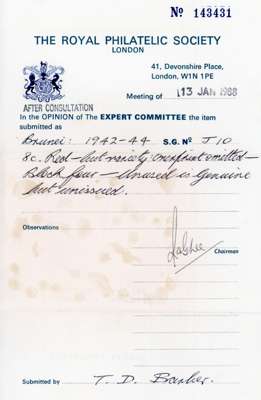 Nº 143431
THE ROYAL PHILATELIC SOCIETY
LONDON
41, Devonshire Place,
London, W1N 1PE
Meeting of 13 JAN 1988
AFTER CONSULTATION
In the OPINION of The EXPERT COMMITTEE the item
submitted as
Brunei: 1942-44 S.G. Nº J10
8c. Red - but variety overprint omitted -
Block four - Unused is Genuine
but unissued.
Observations
Chairman
Submitted by T. D. Barber.